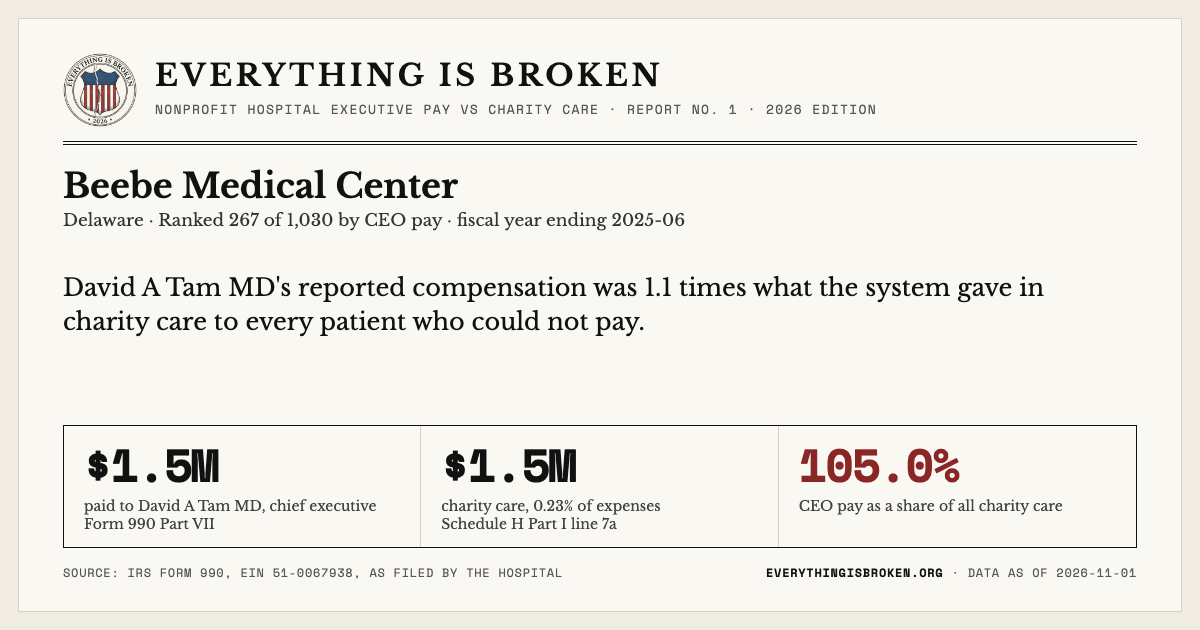 EVERYTHING IS BROKEN
2026
EVERYTHING IS BROKEN
NONPROFIT HOSPITAL EXECUTIVE PAY VS CHARITY CARE · REPORT NO. 1 · 2026 EDITION
Beebe Medical Center
Delaware · Ranked 267 of 1,030 by CEO pay · fiscal year ending 2025-06
David A Tam MD's reported compensation was 1.1 times what the system gave in
charity care to every patient who could not pay.
$1.5M
paid to David A Tam MD, chief executive
Form 990 Part VII
$1.5M
charity care, 0.23% of expenses
Schedule H Part I line 7a
105.0%
CEO pay as a share of all charity care
SOURCE: IRS FORM 990, EIN 51-0067938, AS FILED BY THE HOSPITAL
EVERYTHINGISBROKEN.ORG · DATA AS OF 2026-11-01